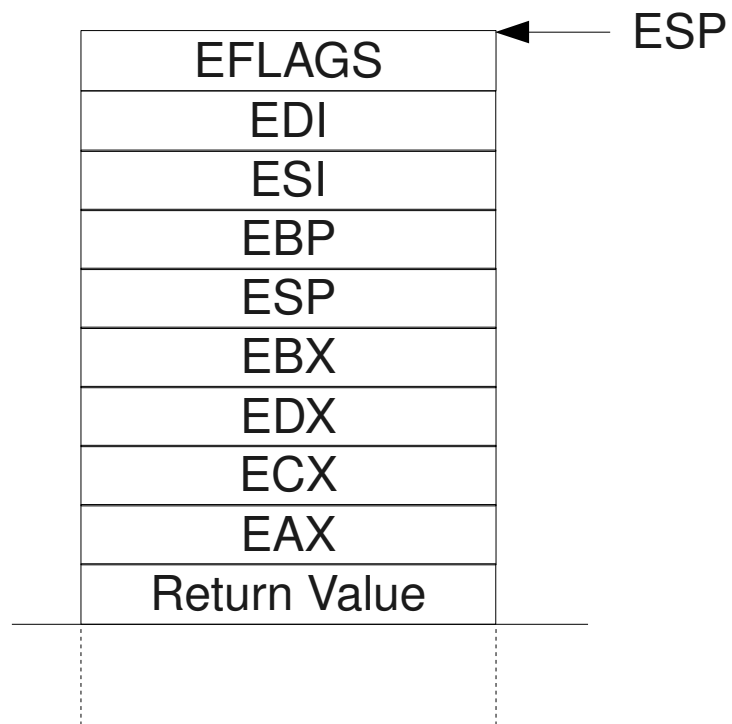 ESP
EFLAGS
EDI
ESI
EBP
ESP
EBX
EDX
ECX
EAX
Return Value